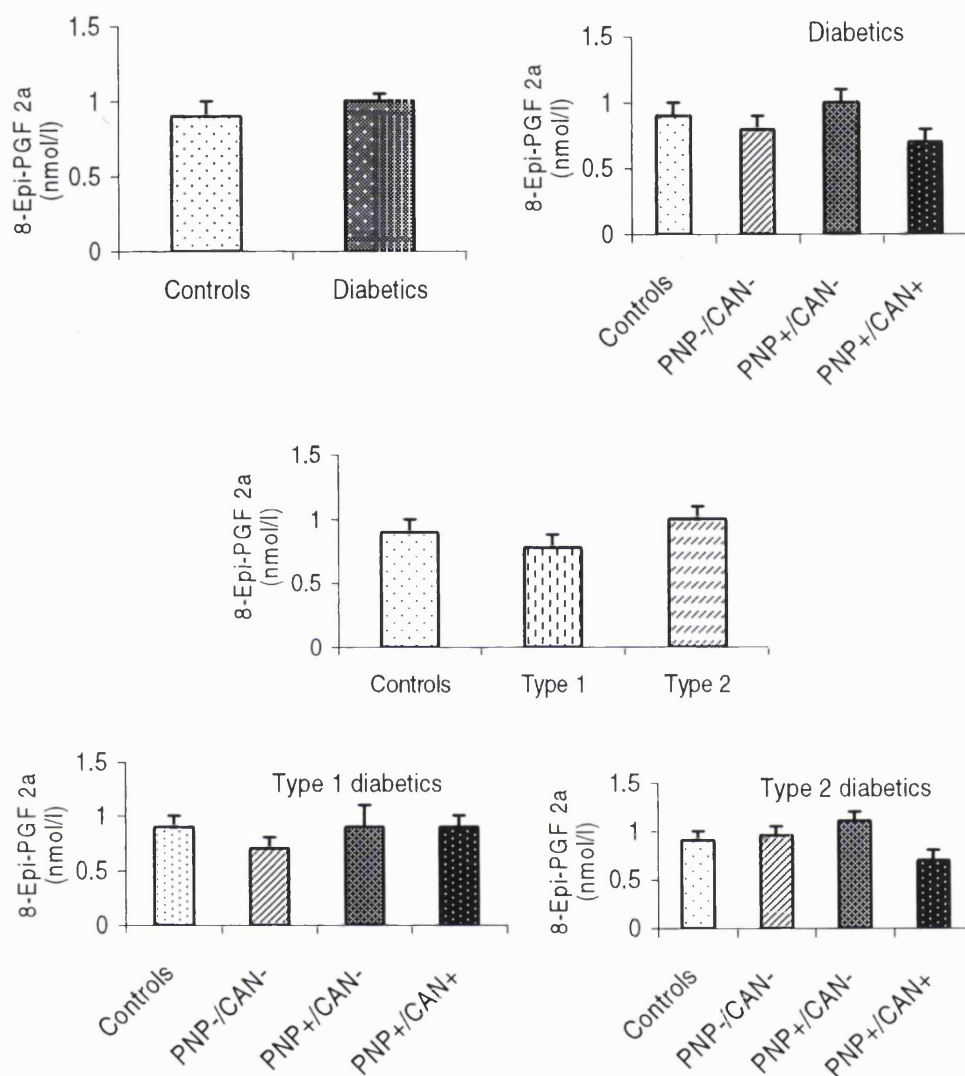 8-Epi-PGF 2a
(nmol/l)
1.5
1
0.5
0
Controls
Diabetics
Diabetics
8-Epi-PGF 2a
(nmol/l)
1.5
1
0.5
0
Controls
PNP-/CAN-
PNP+/CAN-
PNP+/CAN+
8-Epi-PGF 2a
(nmol/l)
1.5
1
0.5
0
Controls
Type 1
Type 2
Type 1 diabetics
8-Epi-PGF 2a
(nmol/l)
1.5
1
0.5
0
Controls
PNP-/CAN-
PNP+/CAN-
PNP+/CAN+
Type 2 diabetics
8-Epi-PGF 2a
(nmol/l)
1.5
1
0.5
0
Controls
PNP-/CAN-
PNP+/CAN-
PNP+/CAN+